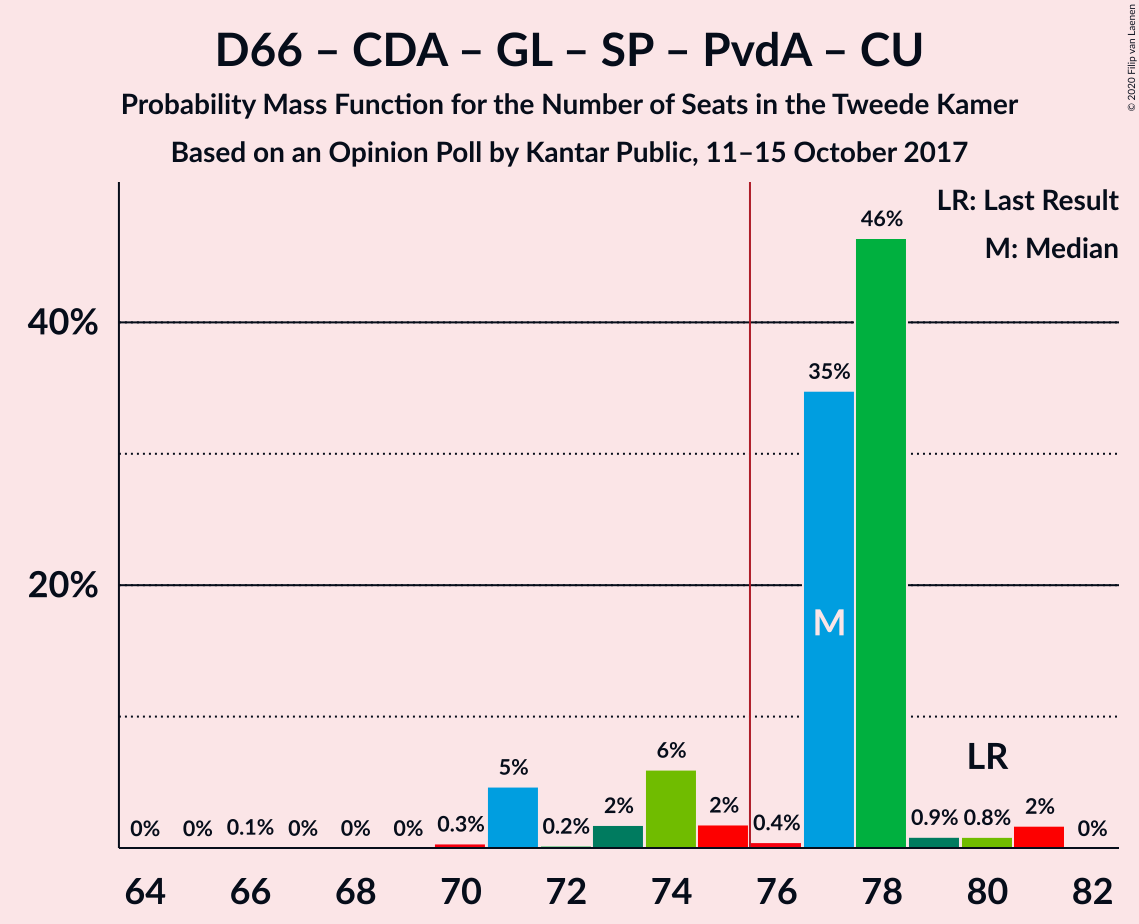 D66 – CDA – GL – SP – PvdA – CU
Probability Mass Function for the Number of Seats in the Tweede Kamer
Based on an Opinion Poll by Kantar Public, 11–15 October 2017
© 2020 Filip van Laenen
LR: Last Result
M: Median
40%
20%
0% 0% 0.1% 0% 0% 0% 0.3% 5% 0.2% 2% 6% 2% 0.4% 35% 46% 0.9% 0.8% 2% 0%
M
LR
64 66 68 70 72 74 76 78 80 82